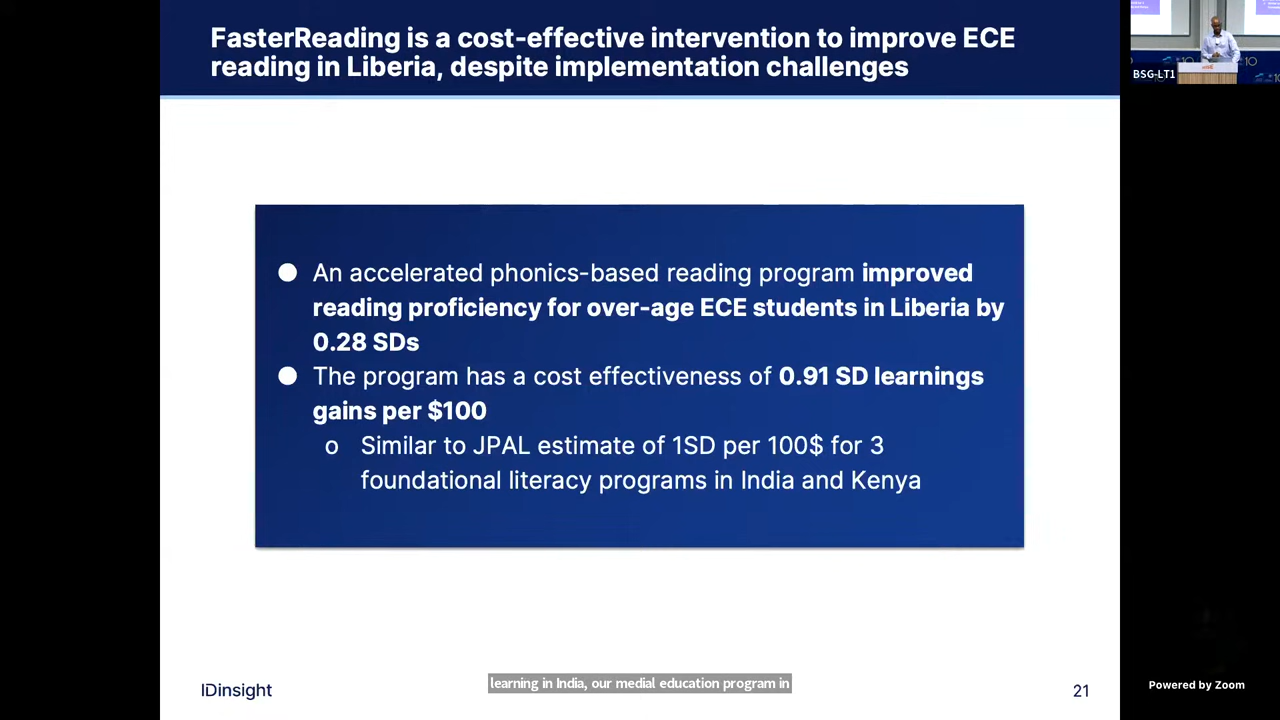 FasterReading is a cost-effective intervention to improve ECE
reading in Liberia, despite implementation challenges
BSG-LT1
An accelerated phonics-based reading program improved
reading proficiency for over-age ECE students in Liberia by
0.28 SDs
The program has a cost effectiveness of 0.91 SD learnings
gains per $100
o Similar to JPAL estimate of 1SD per 100$ for 3
foundational literacy programs in India and Kenya
learning in India, our medial education program in
IDinsight
21
Powered by Zoom